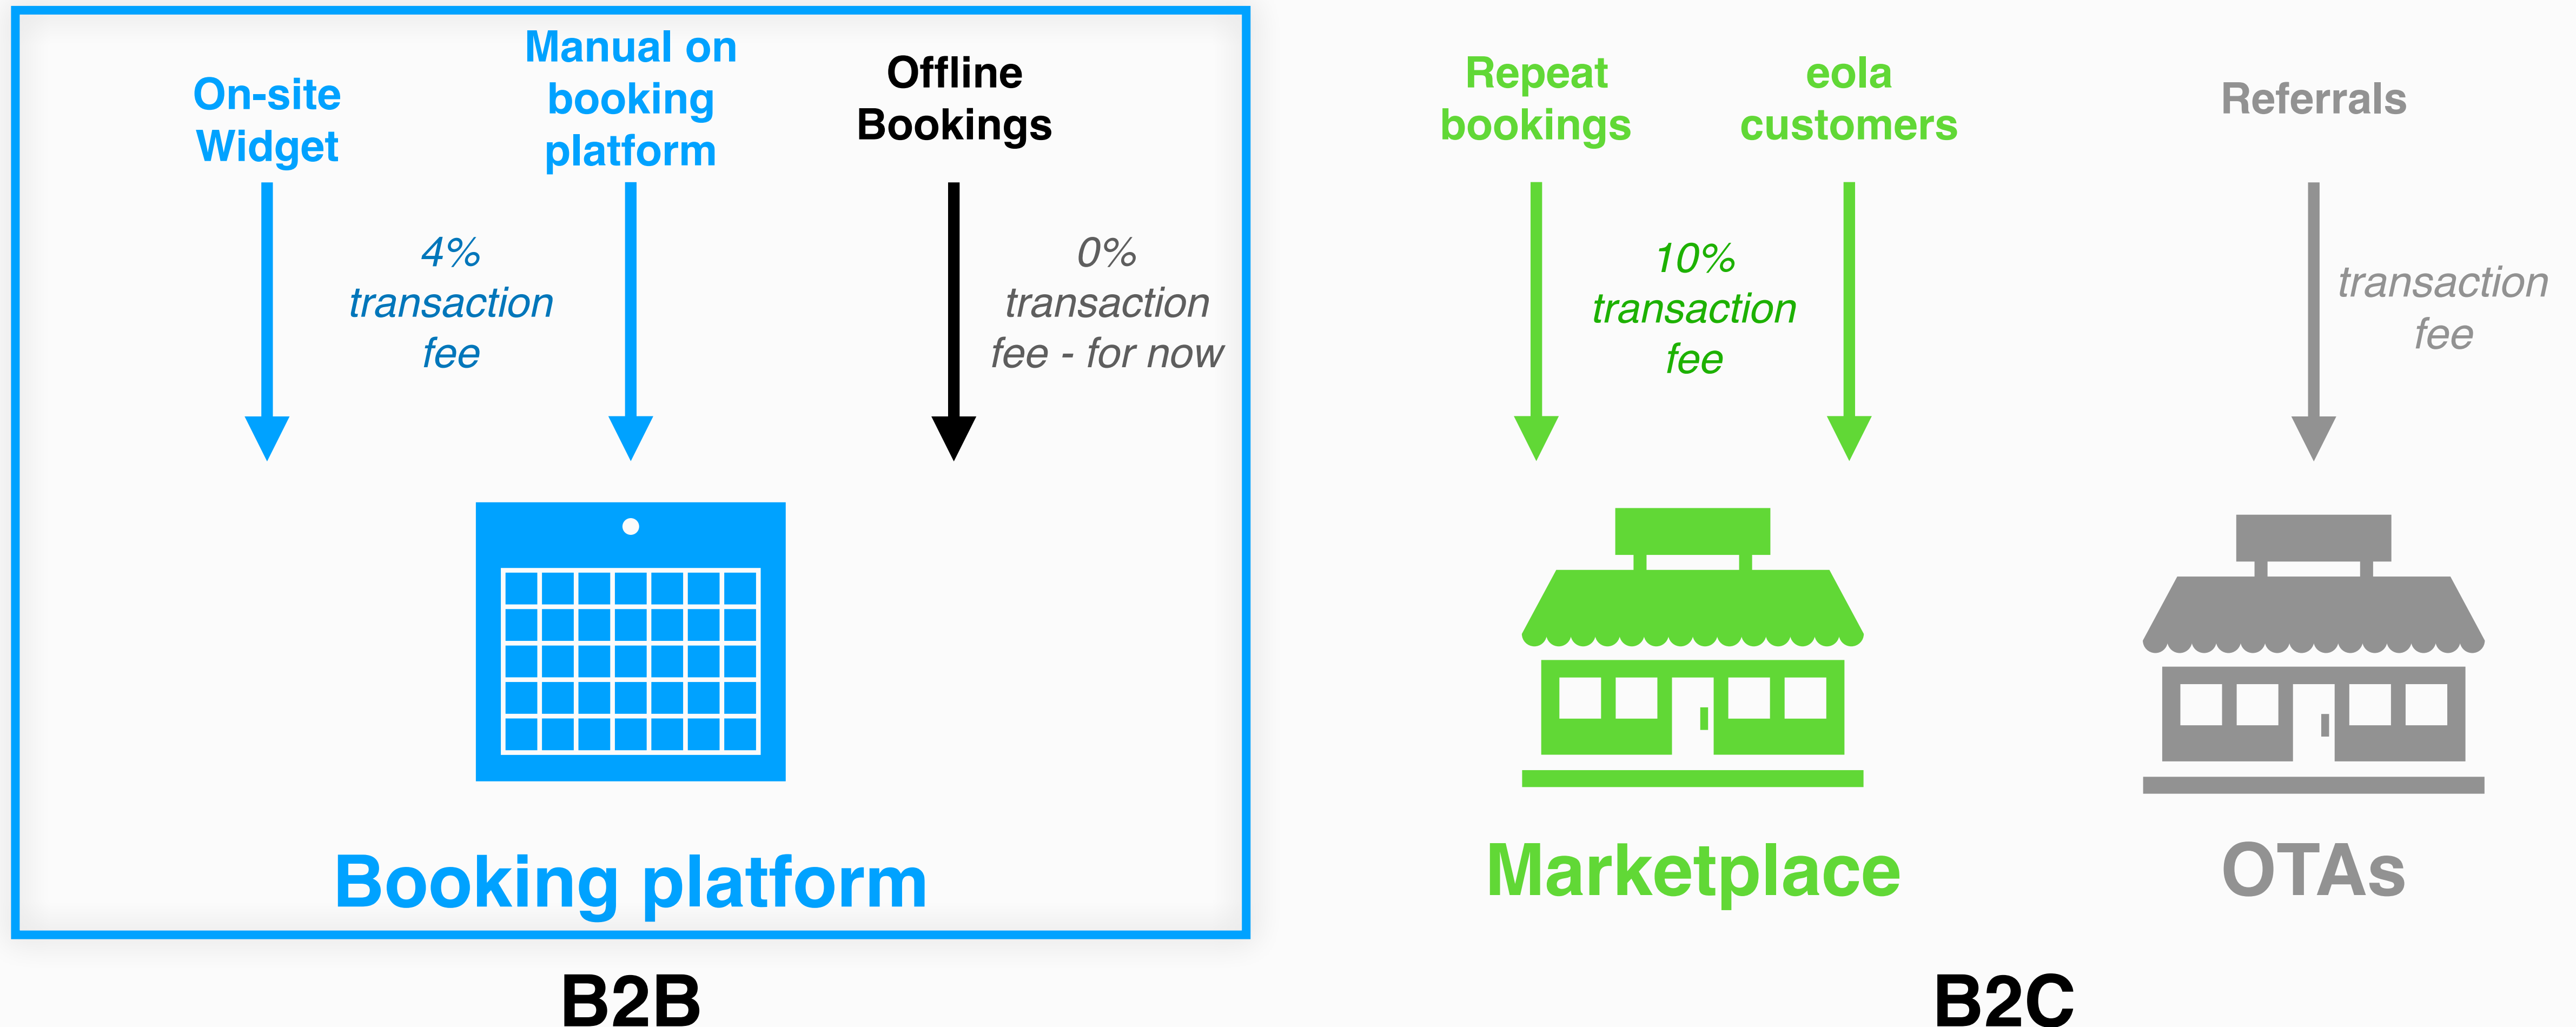 On-site
Widget
Manual on
booking
platform
Offline
Bookings
4%
transaction
fee
0%
transaction
fee - for now
Booking platform
B2B
Repeat
bookings
eola
customers
Referrals
10%
transaction
fee
transaction
fee
Marketplace
OTAs
B2C